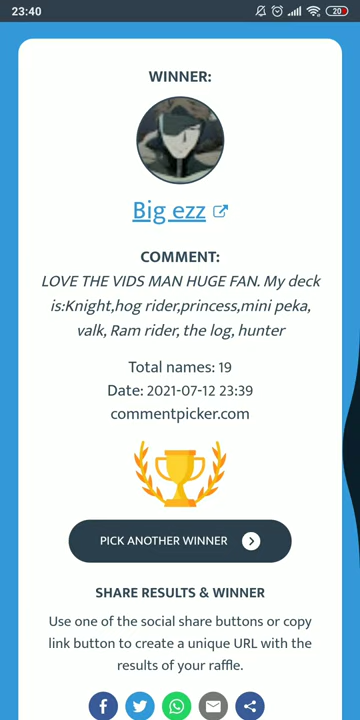 23:40
20
WINNER:
Big ezz
COMMENT:
LOVE THE VIDS MAN HUGE FAN. My deck
is:Knight,hog rider,princess,mini peka,
valk, Ram rider, the log, hunter
Total names: 19
Date: 2021-07-12 23:39
commentpicker.com
PICK ANOTHER WINNER
SHARE RESULTS & WINNER
Use one of the social share buttons or copy
link button to create a unique URL with the
results of your raffle.